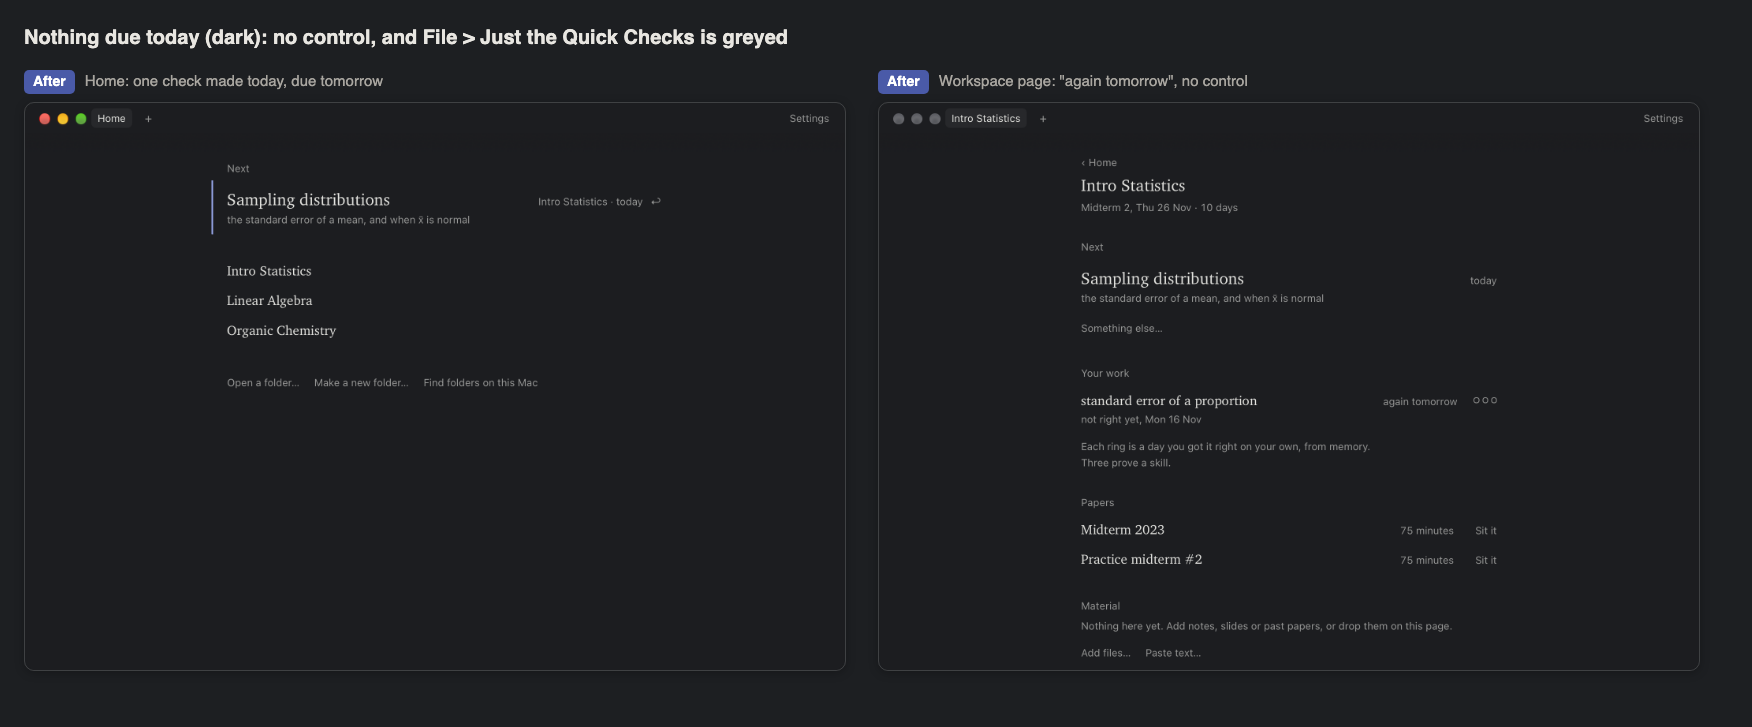 Nothing due today (dark): no control, and File > Just the Quick Checks is greyed
After Home: one check made today, due tomorrow
Home + Settings
Next
Sampling distributions Intro Statistics · today ↩
the standard error of a mean, and when x̄ is normal
Intro Statistics
Linear Algebra
Organic Chemistry
Open a folder... Make a new folder... Find folders on this Mac
After Workspace page: "again tomorrow", no control
Intro Statistics + Settings
‹ Home
Intro Statistics
Midterm 2, Thu 26 Nov · 10 days
Next
Sampling distributions today
the standard error of a mean, and when x̄ is normal
Something else...
Your work
standard error of a proportion again tomorrow
not right yet, Mon 16 Nov
Each ring is a day you got it right on your own, from memory.
Three prove a skill.
Papers
Midterm 2023 75 minutes Sit it
Practice midterm #2 75 minutes Sit it
Material
Nothing here yet. Add notes, slides or past papers, or drop them on this page.
Add files... Paste text...